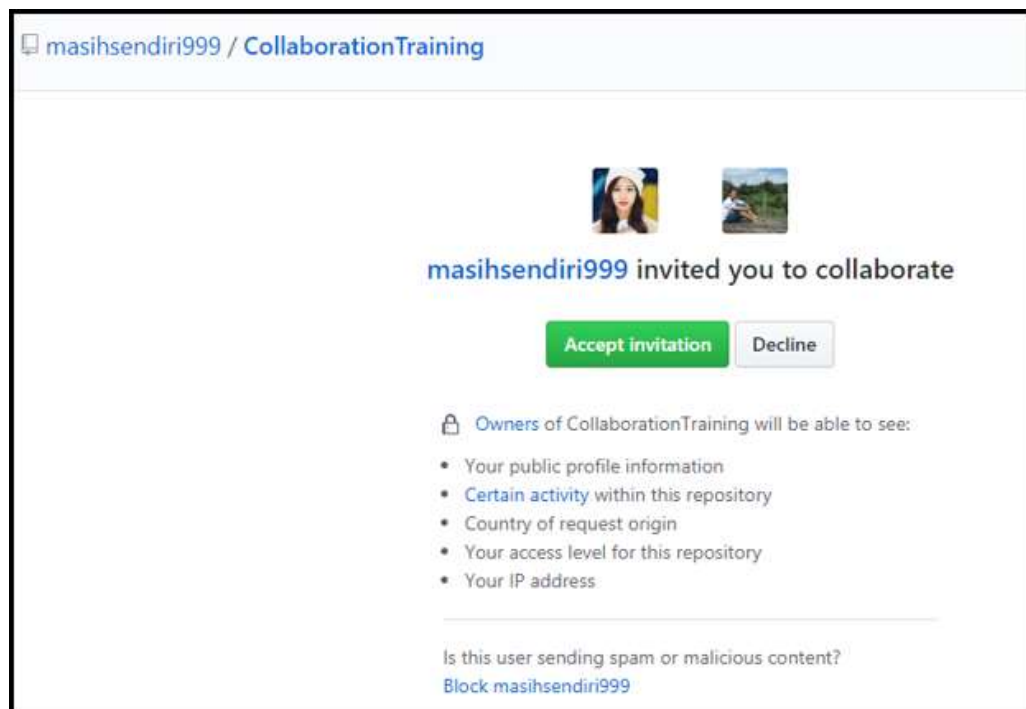 masihsendiri999 / CollaborationTraining
masihsendiri999 invited you to collaborate
Accept invitation
Decline
Owners of CollaborationTraining will be able to see:
• Your public profile information
• Certain activity within this repository
• Country of request origin
• Your access level for this repository
• Your IP address
Is this user sending spam or malicious content?
Block masihsendiri999